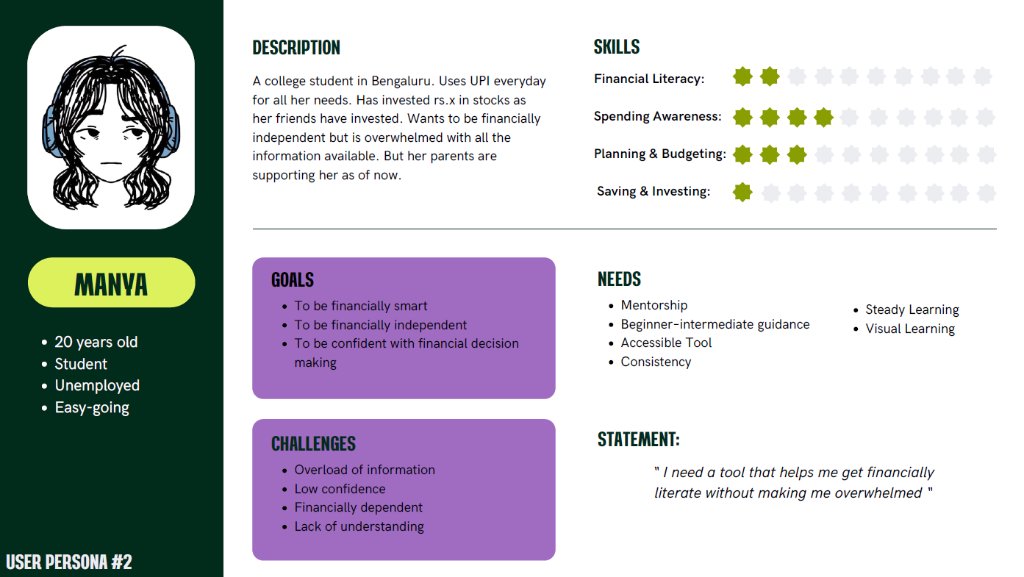 MANYA
• 20 years old
• Student
• Unemployed
• Easy-going
USER PERSONA #2
DESCRIPTION
A college student in Bengaluru. Uses UPI everyday
for all her needs. Has invested rs.x in stocks as
her friends have invested. Wants to be financially
independent but is overwhelmed with all the
information available. But her parents are
supporting her as of now.
SKILLS
Financial Literacy:
Spending Awareness:
Planning & Budgeting:
Saving & Investing:
GOALS
• To be financially smart
• To be financially independent
• To be confident with financial decision
making
NEEDS
• Mentorship
• Beginner-intermediate guidance
• Accessible Tool
• Consistency
• Steady Learning
• Visual Learning
CHALLENGES
• Overload of information
• Low confidence
• Financially dependent
• Lack of understanding
STATEMENT:
" I need a tool that helps me get financially
literate without making me overwhelmed "